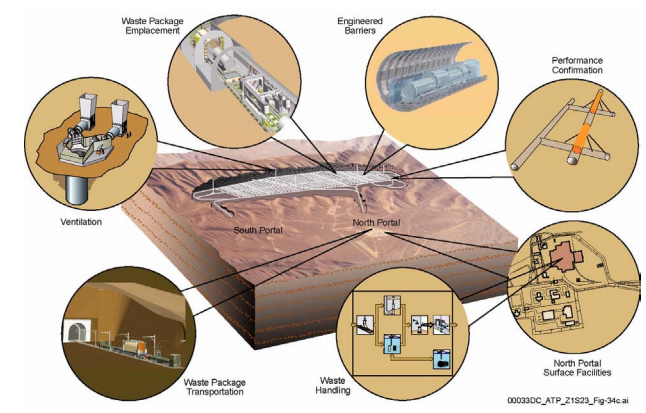 Waste Package
Emplacement
Engineered
Barriers
Performance
Confirmation
Ventilation
South Portal
North Portal
Waste Package
Transportation
Waste
Handling
North Portal
Surface Facilities
00033DC_ATP_Z1S23_Fig-34c.ai